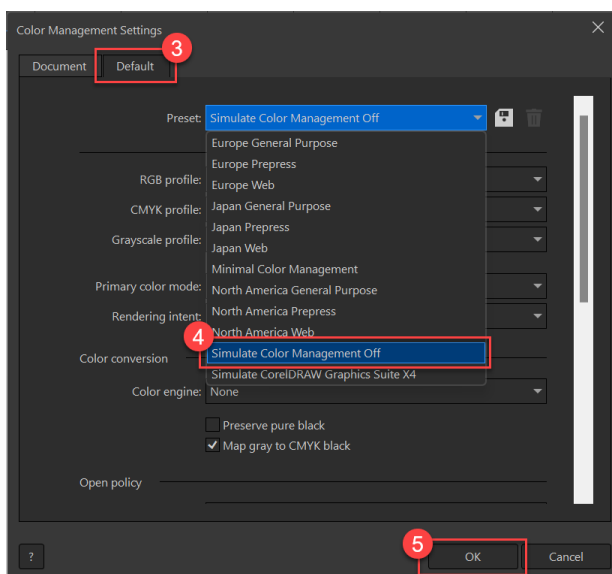 Color Management Settings
3
Document Default
Preset: Simulate Color Management Off
Europe General Purpose
Europe Prepress
RGB profile: Europe Web
CMYK profile: Japan General Purpose
Japan Prepress
Grayscale profile: Japan Web
Minimal Color Management
Primary color mode: North America General Purpose
Rendering intent: North America Prepress
4 North America Web
Color conversion Simulate Color Management Off
Simulate CorelDRAW Graphics Suite X4
Color engine: None
Preserve pure black
Map gray to CMYK black
Open policy
5
? OK Cancel